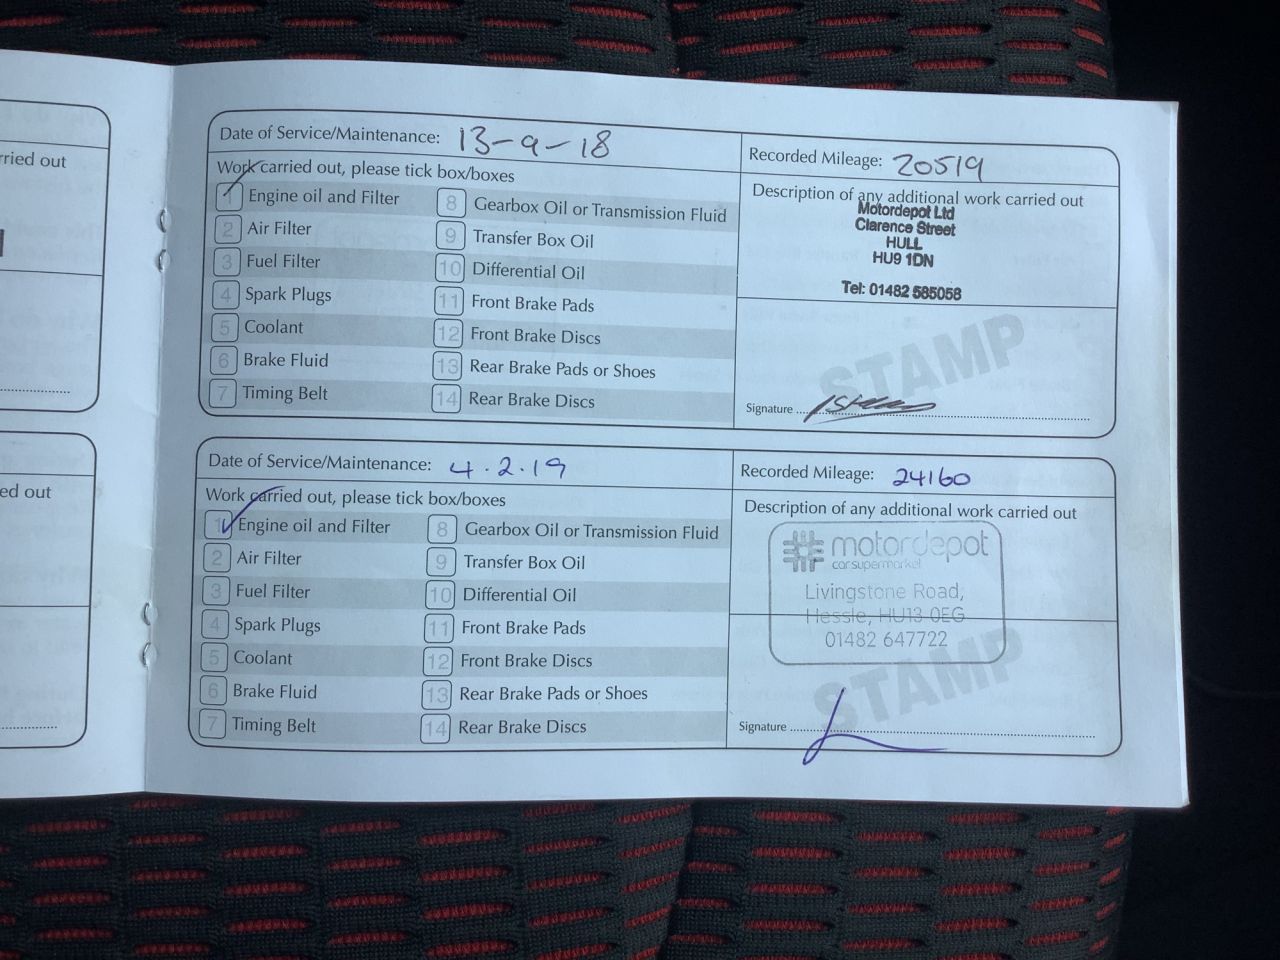 rried out
ed out
Date of Service/Maintenance: 13-9-18
Recorded Mileage: 20519
Work carried out, please tick box/boxes
1 Engine oil and Filter
2 Air Filter
3 Fuel Filter
4 Spark Plugs
5 Coolant
6 Brake Fluid
7 Timing Belt
8 Gearbox Oil or Transmission Fluid
9 Transfer Box Oil
10 Differential Oil
11 Front Brake Pads
12 Front Brake Discs
13 Rear Brake Pads or Shoes
14 Rear Brake Discs
Description of any additional work carried out
Motordepot Ltd
Clarence Street
HULL
HU9 1DN
Tel: 01482 585058
STAMP
Signature
Date of Service/Maintenance: 4.2.19
Recorded Mileage: 24160
Work carried out, please tick box/boxes
1 Engine oil and Filter
2 Air Filter
3 Fuel Filter
4 Spark Plugs
5 Coolant
6 Brake Fluid
7 Timing Belt
8 Gearbox Oil or Transmission Fluid
9 Transfer Box Oil
10 Differential Oil
11 Front Brake Pads
12 Front Brake Discs
13 Rear Brake Pads or Shoes
14 Rear Brake Discs
Description of any additional work carried out
motordepot
car supermarket
Livingstone Road,
Hessle, HU13 0EG
01482 647722
STAMP
Signature